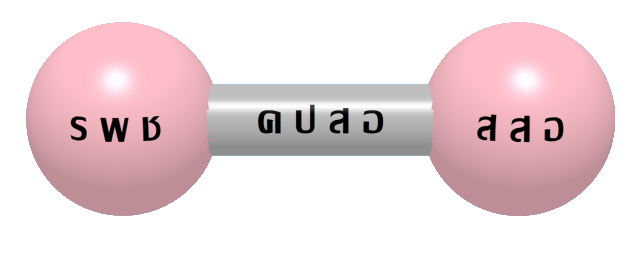 ร พ ช ค ป ส อ ส ส อ